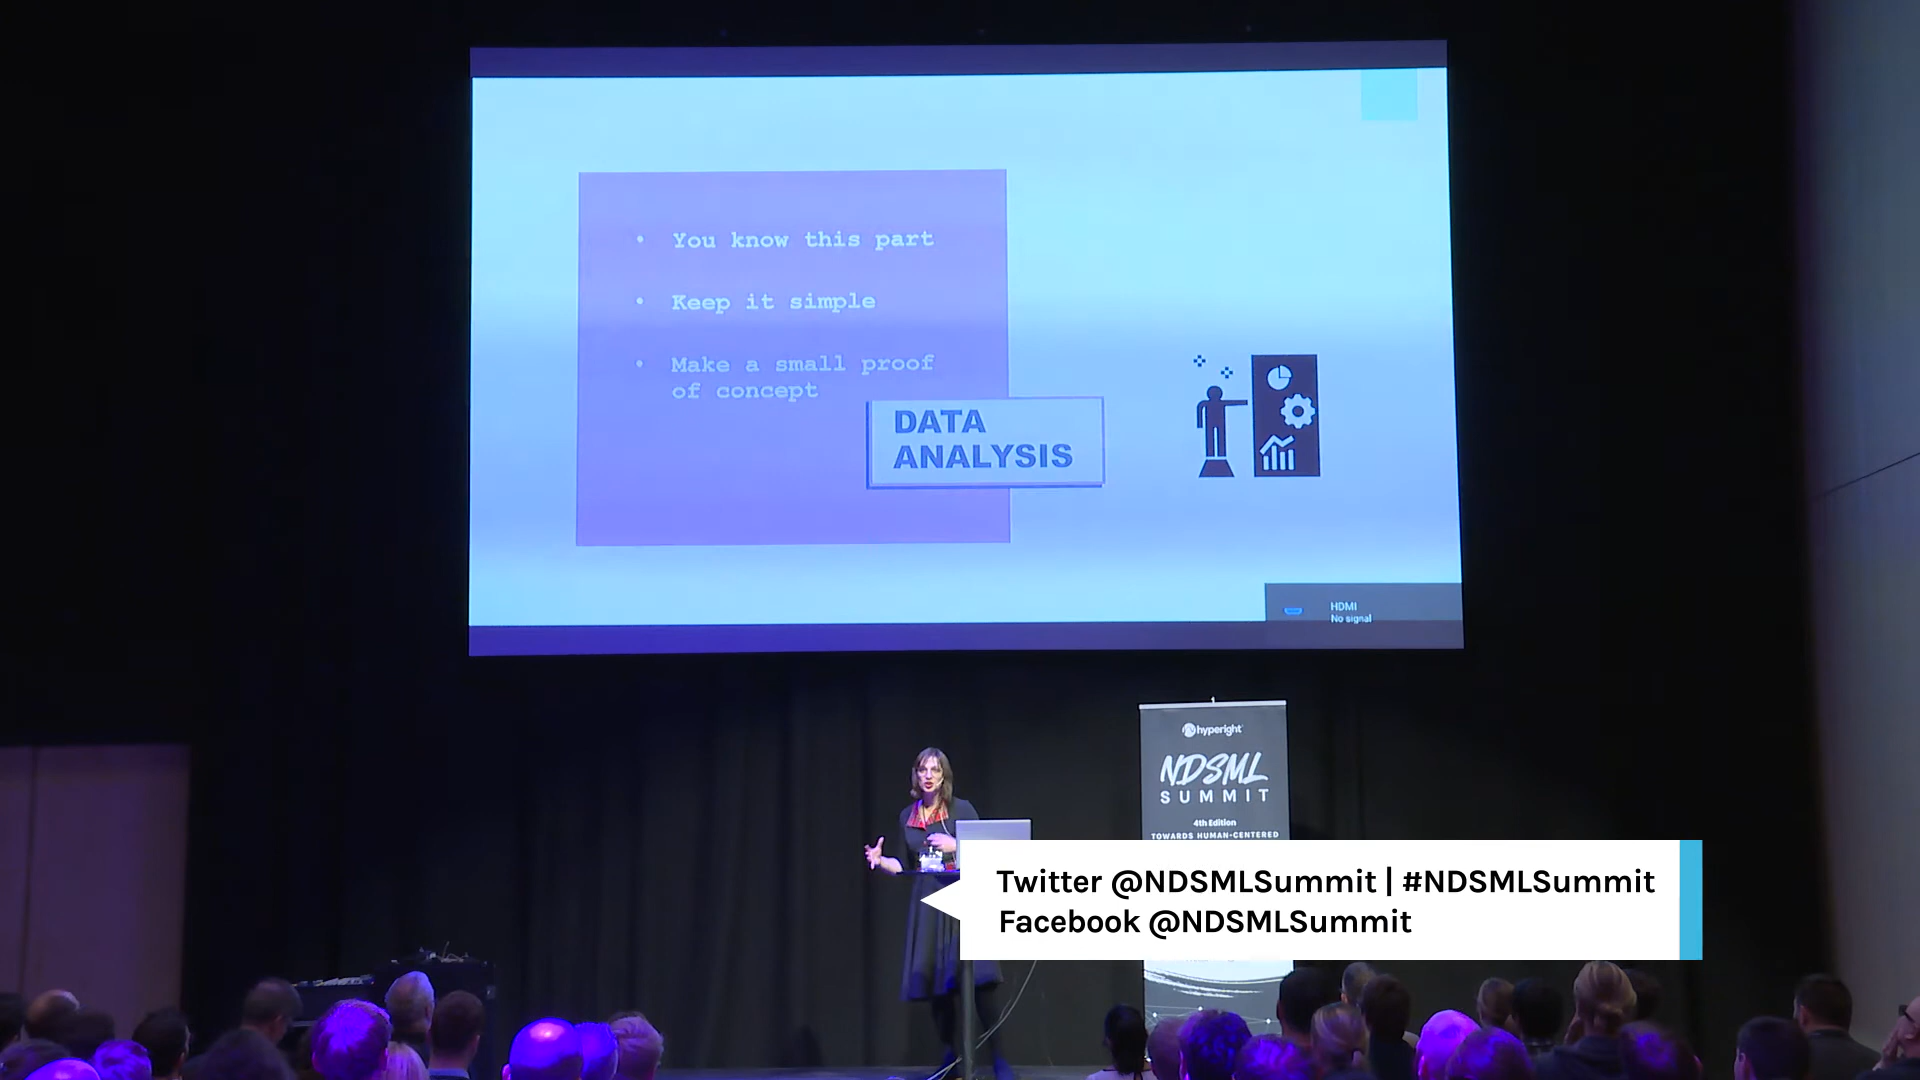 • You know this part
• Keep it simple
• Make a small proof
of concept
DATA
ANALYSIS
HDMI
No signal
hyperight
NDSML
SUMMIT
4th Edition
TOWARDS HUMAN-CENTERED
Twitter @NDSMLSummit | #NDSMLSummit
Facebook @NDSMLSummit